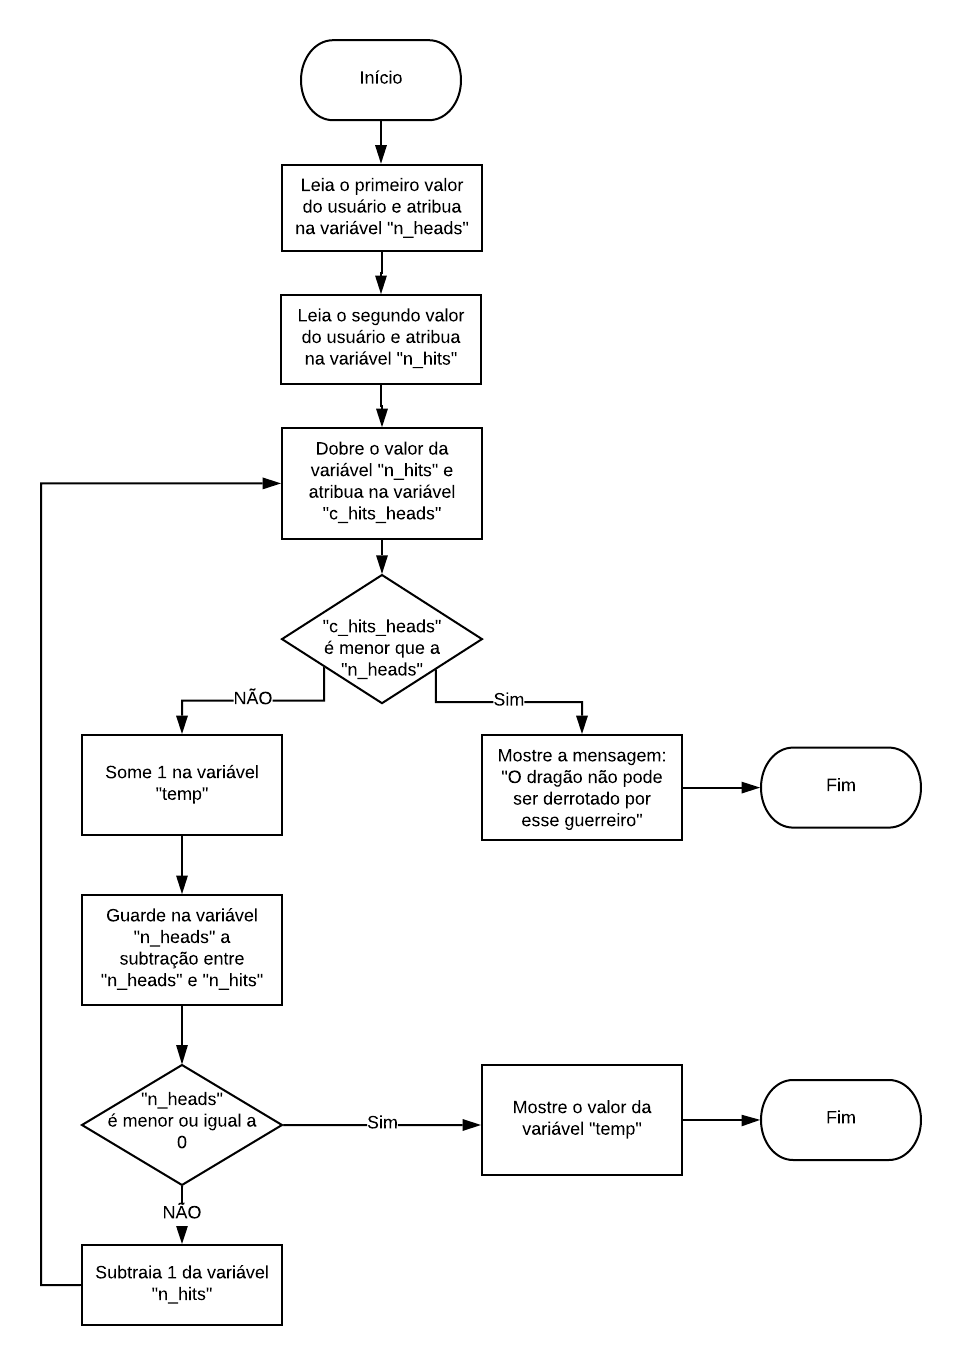 Início
Leia o primeiro valor
do usuário e atribua
na variável "n_heads"
Leia o segundo valor
do usuário e atribua
na variável "n_hits"
Dobre o valor da
variável "n_hits" e
atribua na variável
"c_hits_heads"
"c_hits_heads"
é menor que a
"n_heads"
NÃO
Sim
Some 1 na variável
"temp"
Mostre a mensagem:
"O dragão não pode
ser derrotado por
esse guerreiro"
Fim
Guarde na variável
"n_heads" a
subtração entre
"n_heads" e "n_hits"
"n_heads"
é menor ou igual a
0
Sim
Mostre o valor da
variável "temp"
Fim
NÃO
Subtraia 1 da variável
"n_hits"